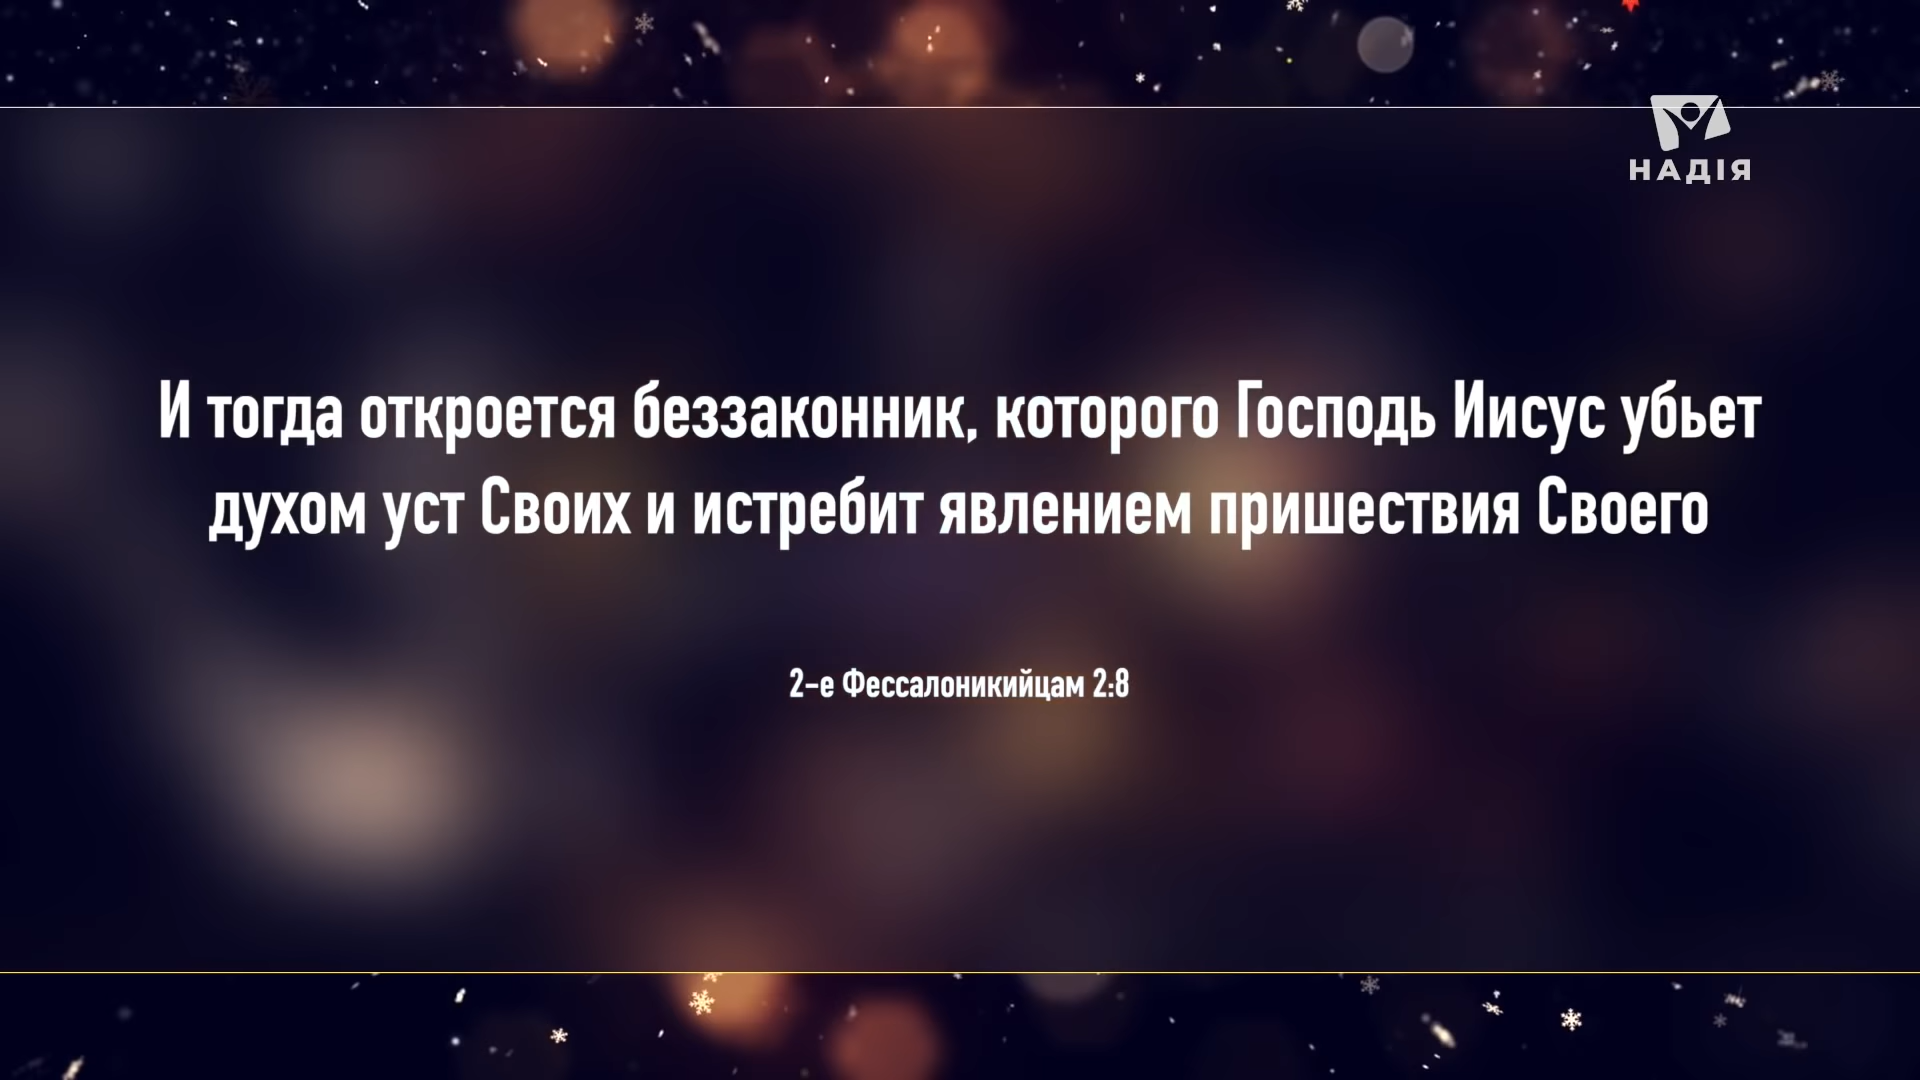 НАДІЯ
И тогда откроется беззаконник, которого Господь Иисус убьет
духом уст Своих и истребит явлением пришествия Своего
2-е Фессалоникийцам 2:8